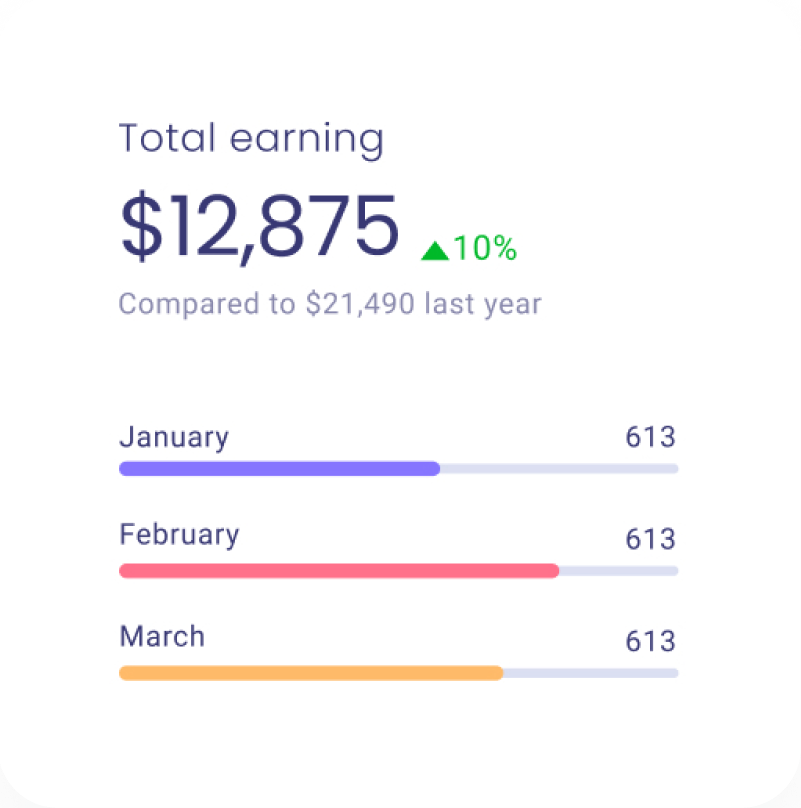 Total earning
$12,875 ▲10%
Compared to $21,490 last year
January 613
February 613
March 613